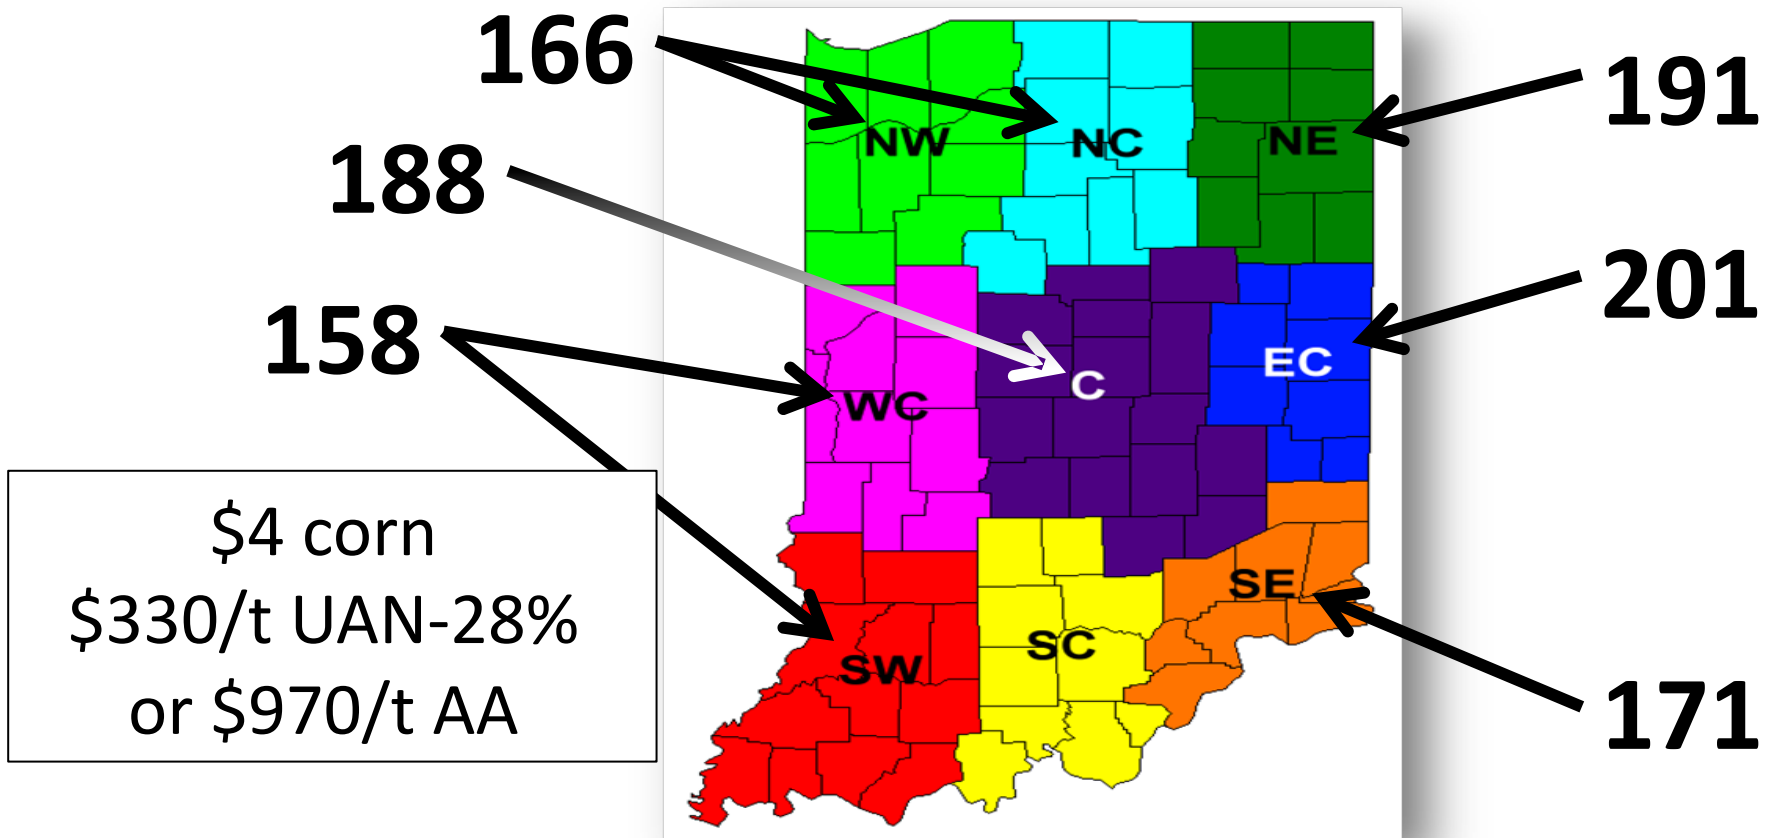 166
191
NW
NC
NE
188
201
158
EC
C
WC
$4 corn
$330/t UAN-28%
or $970/t AA
SE
SC
SW
171